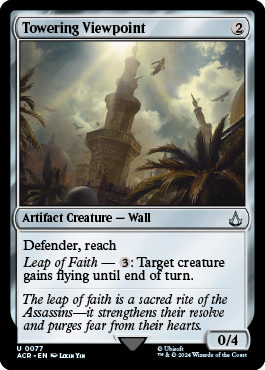 Towering Viewpoint 2
Artifact Creature — Wall
Defender, reach
Leap of Faith — 3: Target creature
gains flying until end of turn.
The leap of faith is a sacred rite of the
Assassins—it strengthens their resolve
and purges fear from their hearts.
0/4
U 0077
ACR • EN Lixin Yin
© Ubisoft
™ & © 2024 Wizards of the Coast